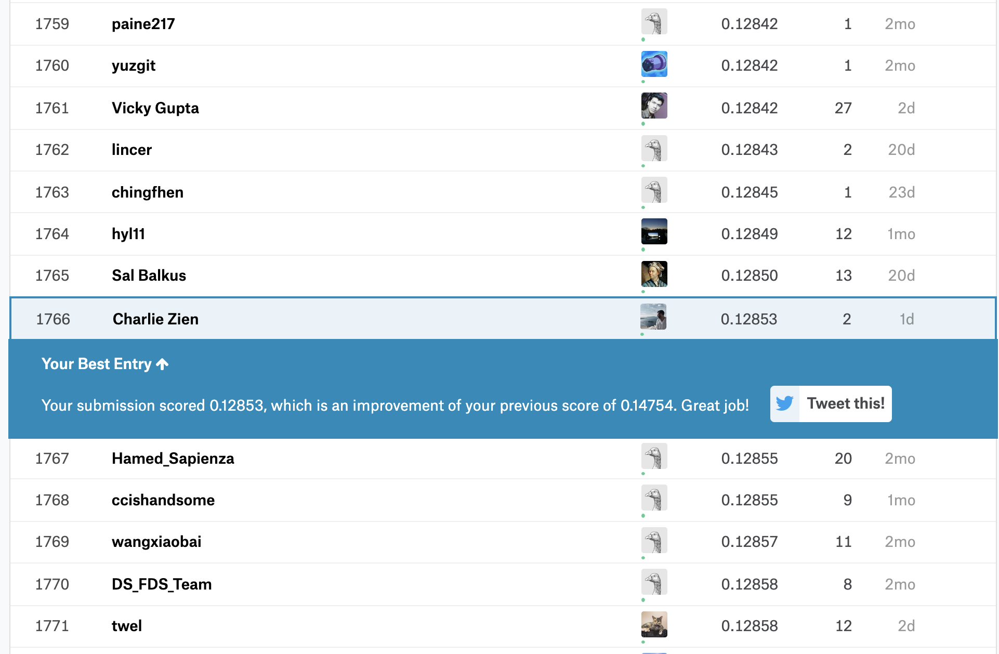 1759 paine217 0.12842 1 2mo
1760 yuzgit 0.12842 1 2mo
1761 Vicky Gupta 0.12842 27 2d
1762 lincer 0.12843 2 20d
1763 chingfhen 0.12845 1 23d
1764 hyl11 0.12849 12 1mo
1765 Sal Balkus 0.12850 13 20d
1766 Charlie Zien 0.12853 2 1d
Your Best Entry
Your submission scored 0.12853, which is an improvement of your previous score of 0.14754. Great job! Tweet this!
1767 Hamed_Sapienza 0.12855 20 2mo
1768 ccishandsome 0.12855 9 1mo
1769 wangxiaobai 0.12857 11 2mo
1770 DS_FDS_Team 0.12858 8 2mo
1771 twel 0.12858 12 2d